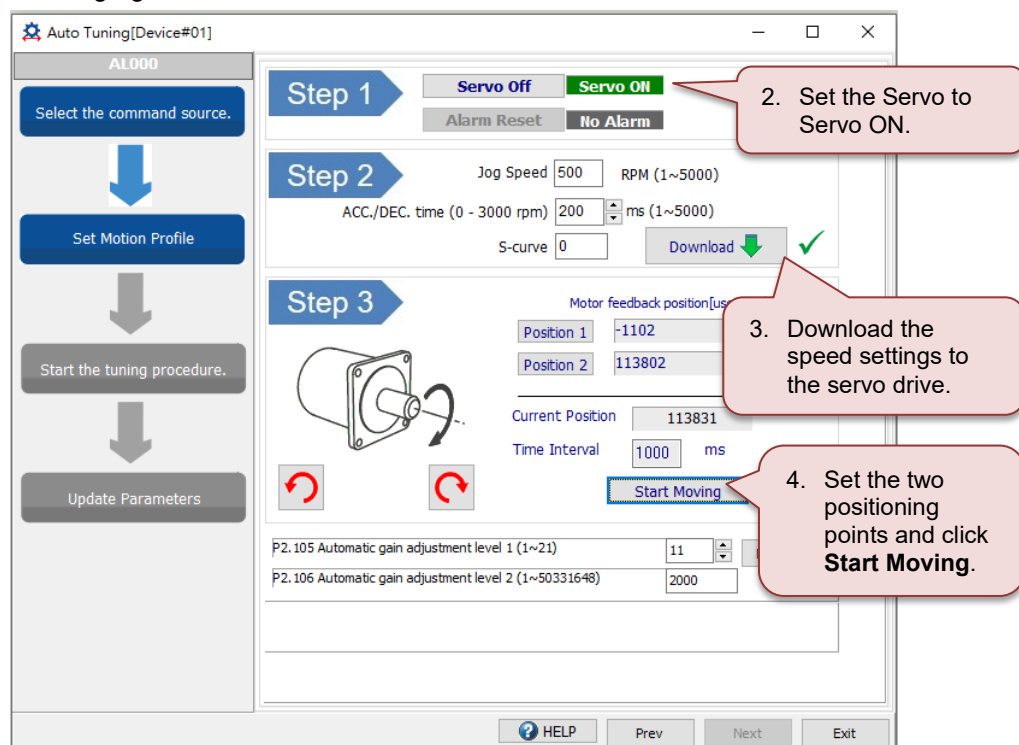 Auto Tuning[Device#01]
AL000
Select the command source.
Set Motion Profile
Start the tuning procedure.
Update Parameters
Step 1
Servo Off
Servo ON
Alarm Reset
No Alarm
2. Set the Servo to
Servo ON.
Step 2
Jog Speed 500 RPM (1~5000)
ACC./DEC. time (0 - 3000 rpm) 200 ms (1~5000)
S-curve 0
Download
3. Download the
speed settings to
the servo drive.
Step 3
Motor feedback position[use
Position 1 -1102
Position 2 113802
Current Position 113831
Time Interval 1000 ms
Start Moving
4. Set the two
positioning
points and click
Start Moving.
P2.105 Automatic gain adjustment level 1 (1~21) 11
P2.106 Automatic gain adjustment level 2 (1~50331648) 2000
HELP
Prev
Next
Exit